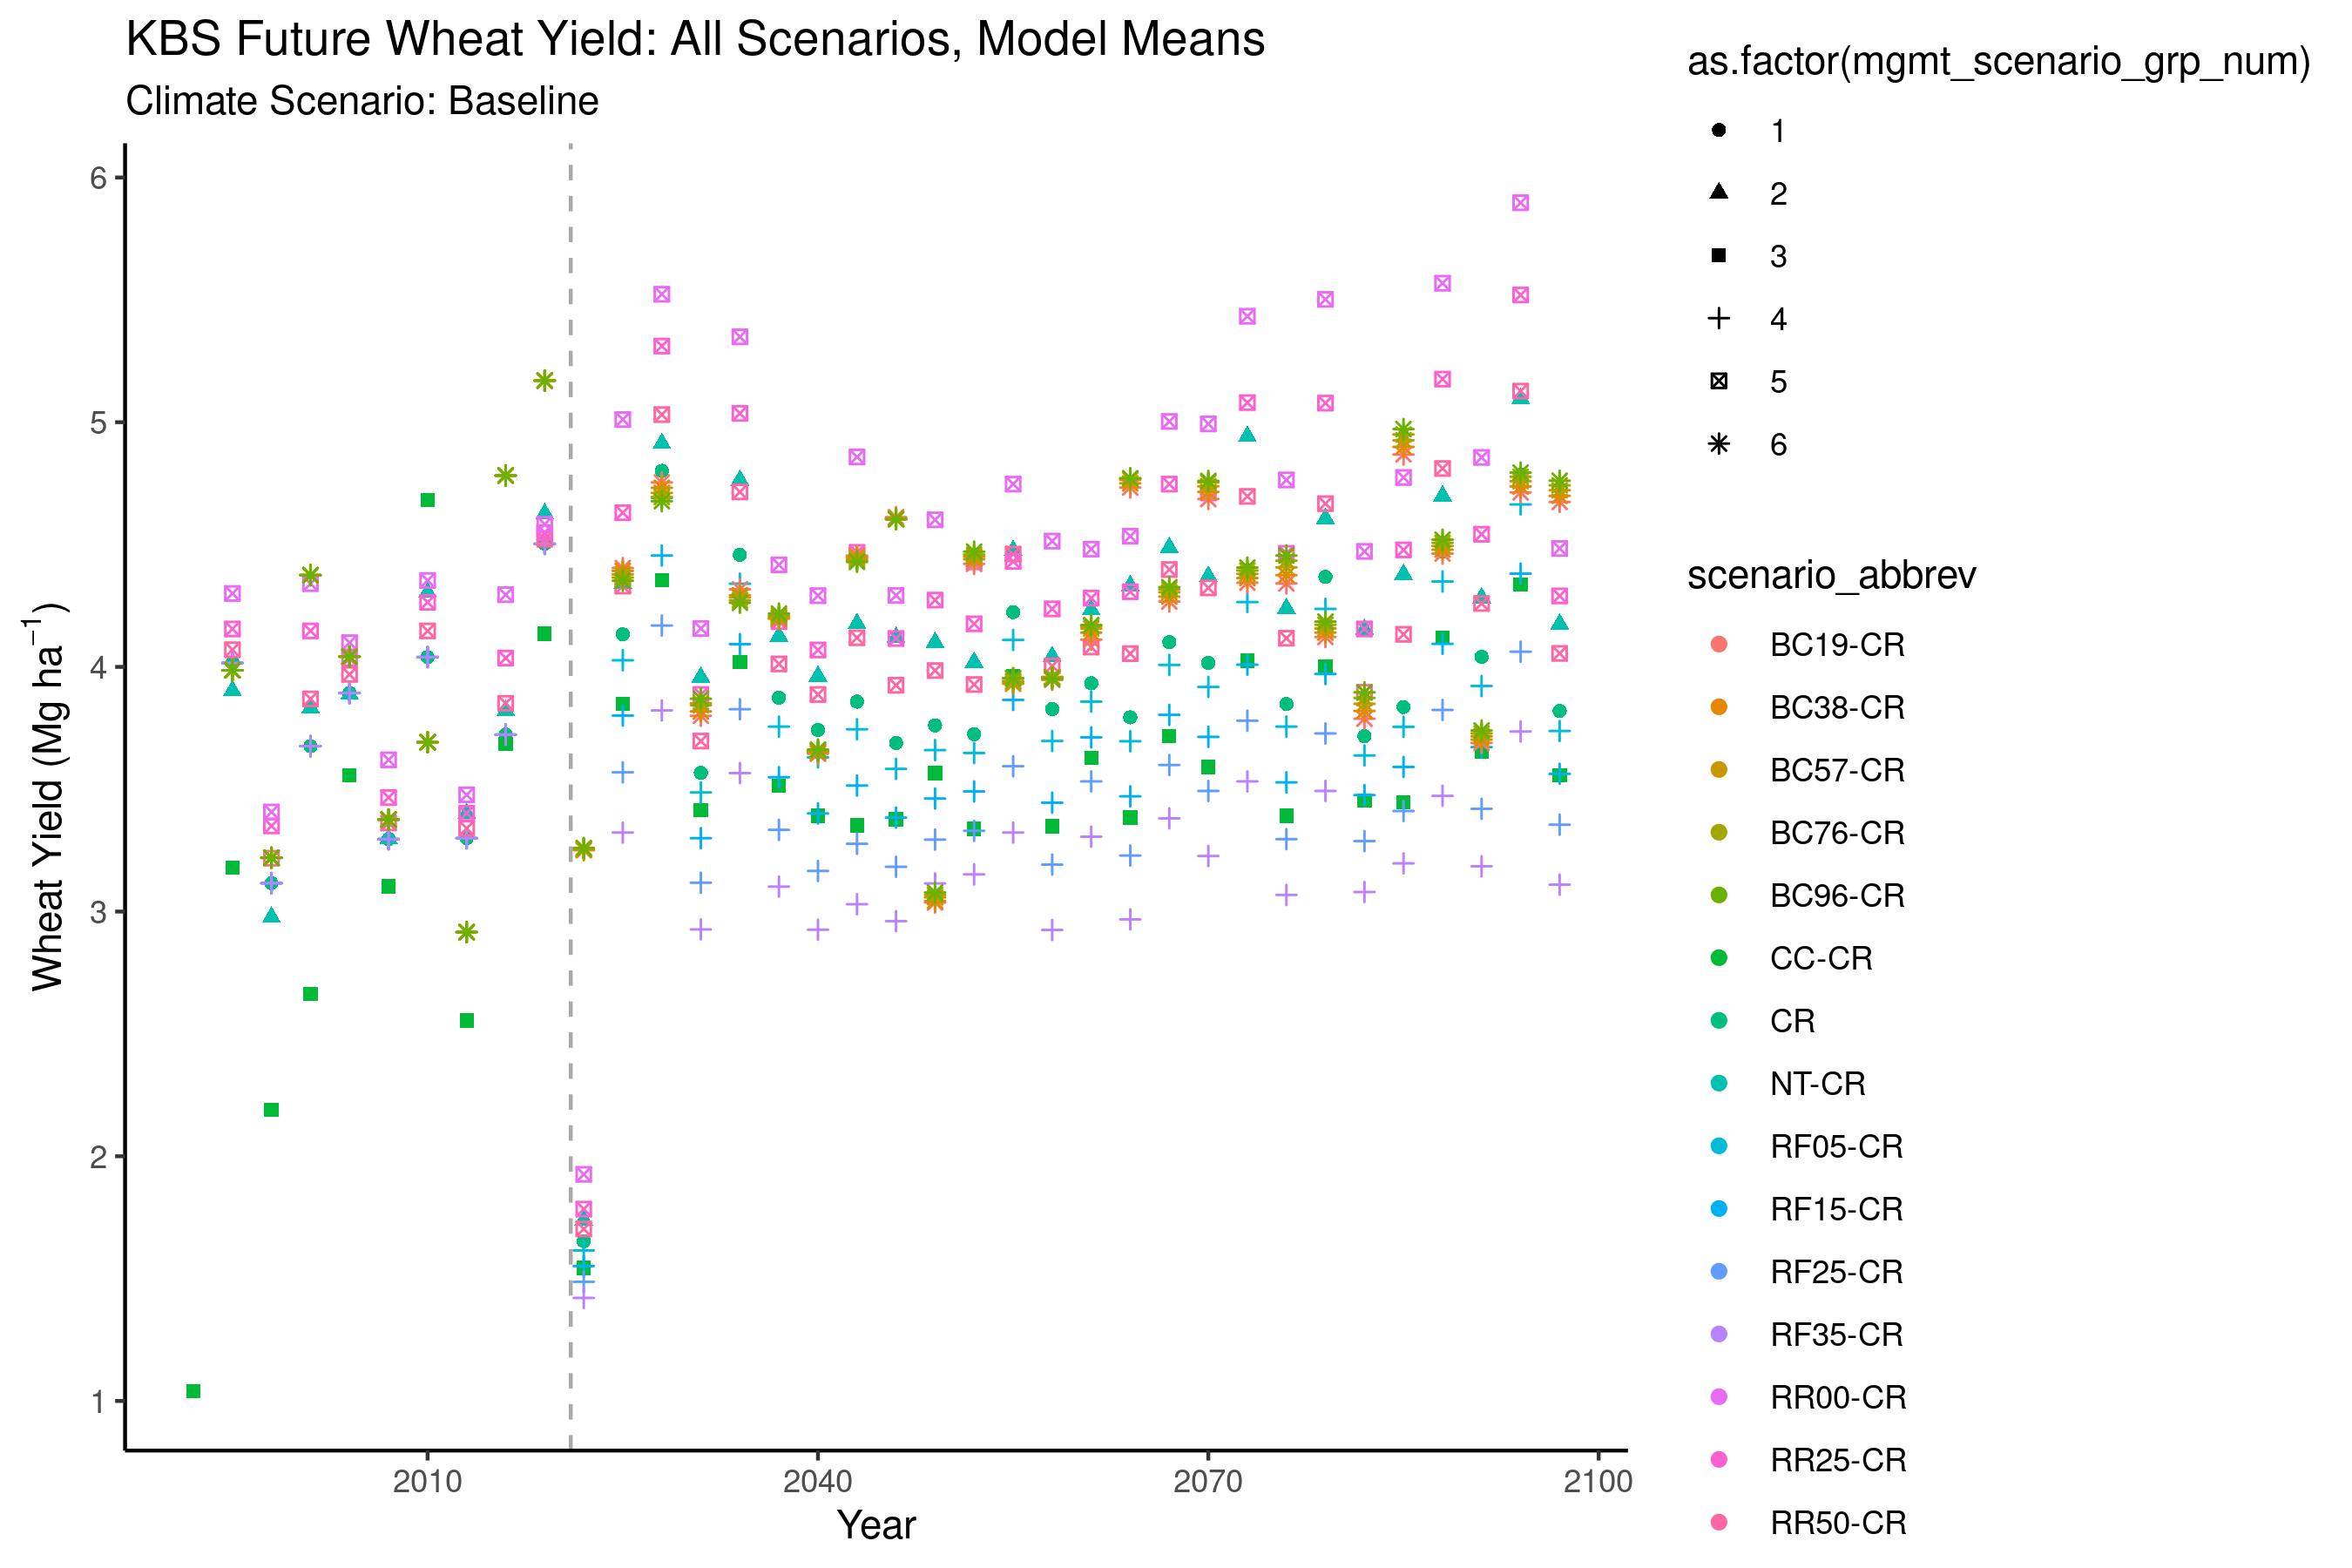 KBS Future Wheat Yield: All Scenarios, Model Means
Climate Scenario: Baseline
Wheat Yield (Mg ha⁻¹)
6
5
4
3
2
1
2010
2040
2070
2100
Year
as.factor(mgmt_scenario_grp_num)
1
2
3
4
5
6
scenario_abbrev
BC19-CR
BC38-CR
BC57-CR
BC76-CR
BC96-CR
CC-CR
CR
NT-CR
RF05-CR
RF15-CR
RF25-CR
RF35-CR
RR00-CR
RR25-CR
RR50-CR